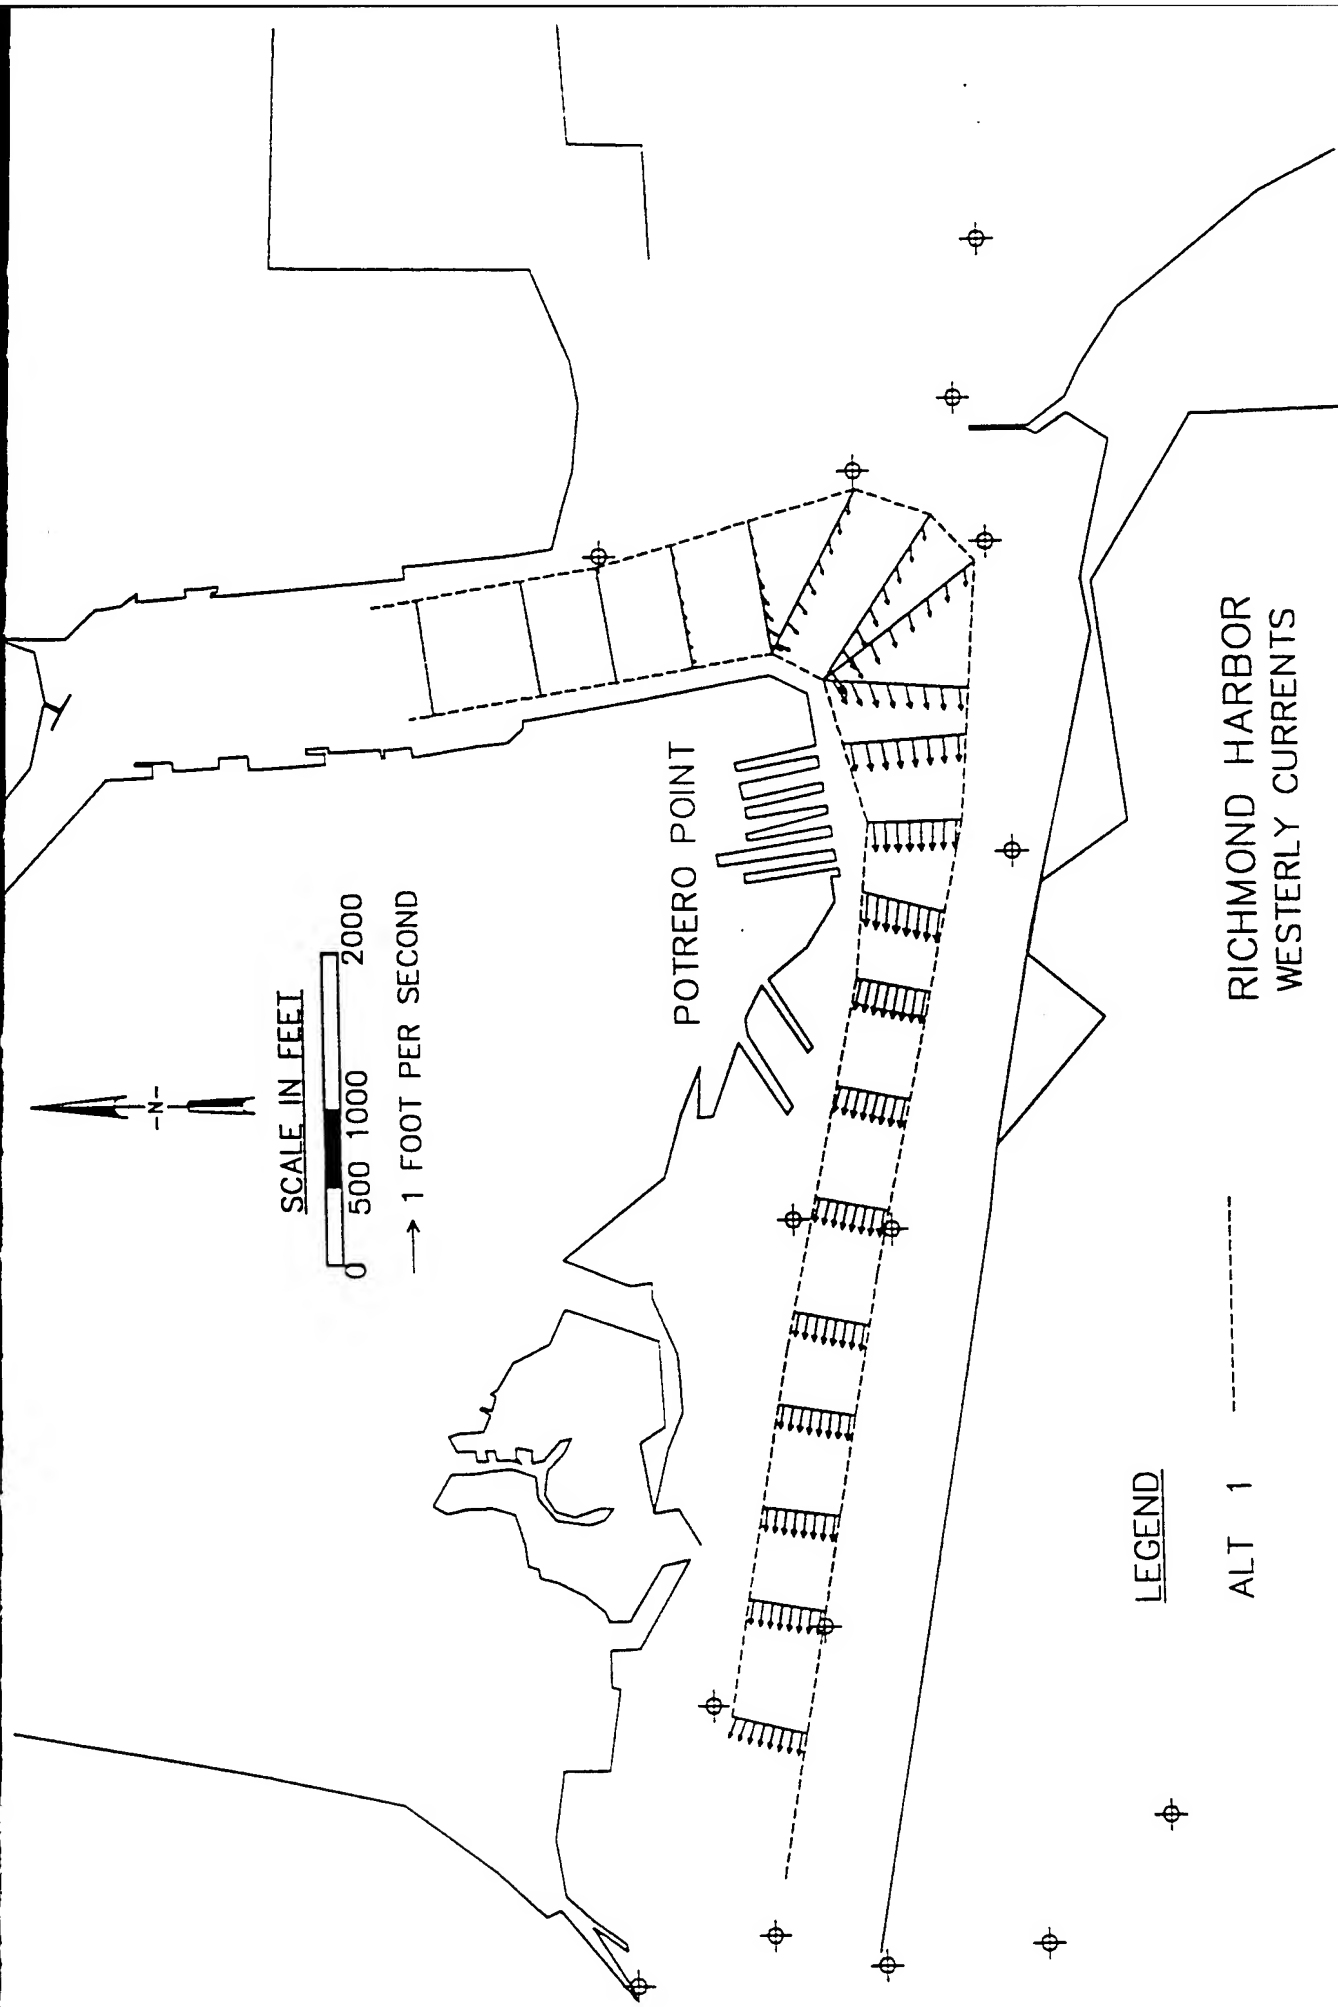 -N-
SCALE IN FEET
0 500 1000 2000
1 FOOT PER SECOND
POTRERO POINT
LEGEND
ALT 1
RICHMOND HARBOR
WESTERLY CURRENTS